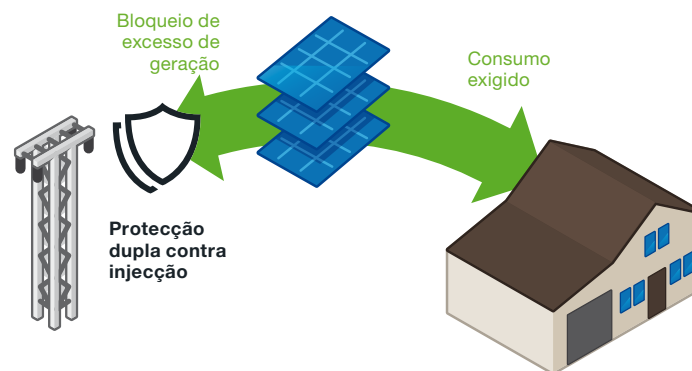 Bloqueio de
excesso de
geração
Consumo
exigido
Protecção
dupla contra
injecção